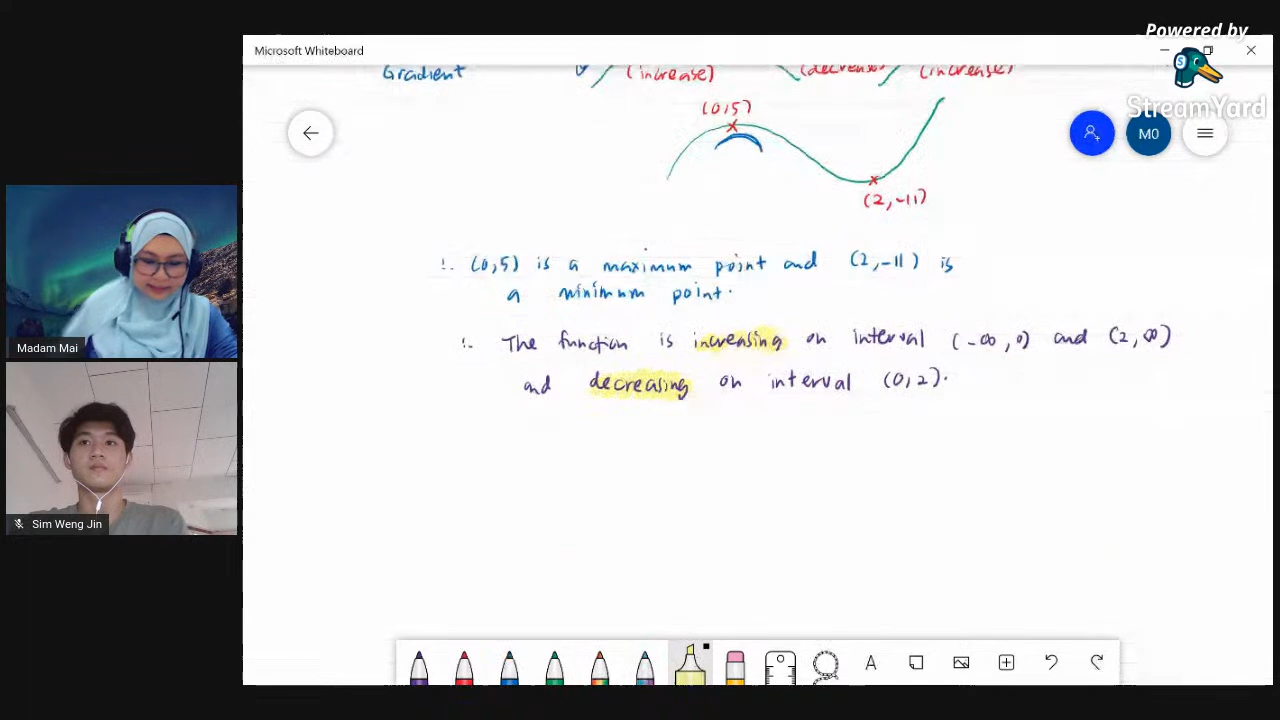 Powered by
StreamYard
Microsoft Whiteboard
Gradient
(increase)
(decrease)
(increase)
(0,5)
(2,-11)
M0
∴ (0,5) is a maximum point and (2,-11) is
a minimum point.
∴ The function is increasing on interval (-∞,0) and (2,∞)
and decreasing on interval (0,2).
Madam Mai
Sim Weng Jin
A